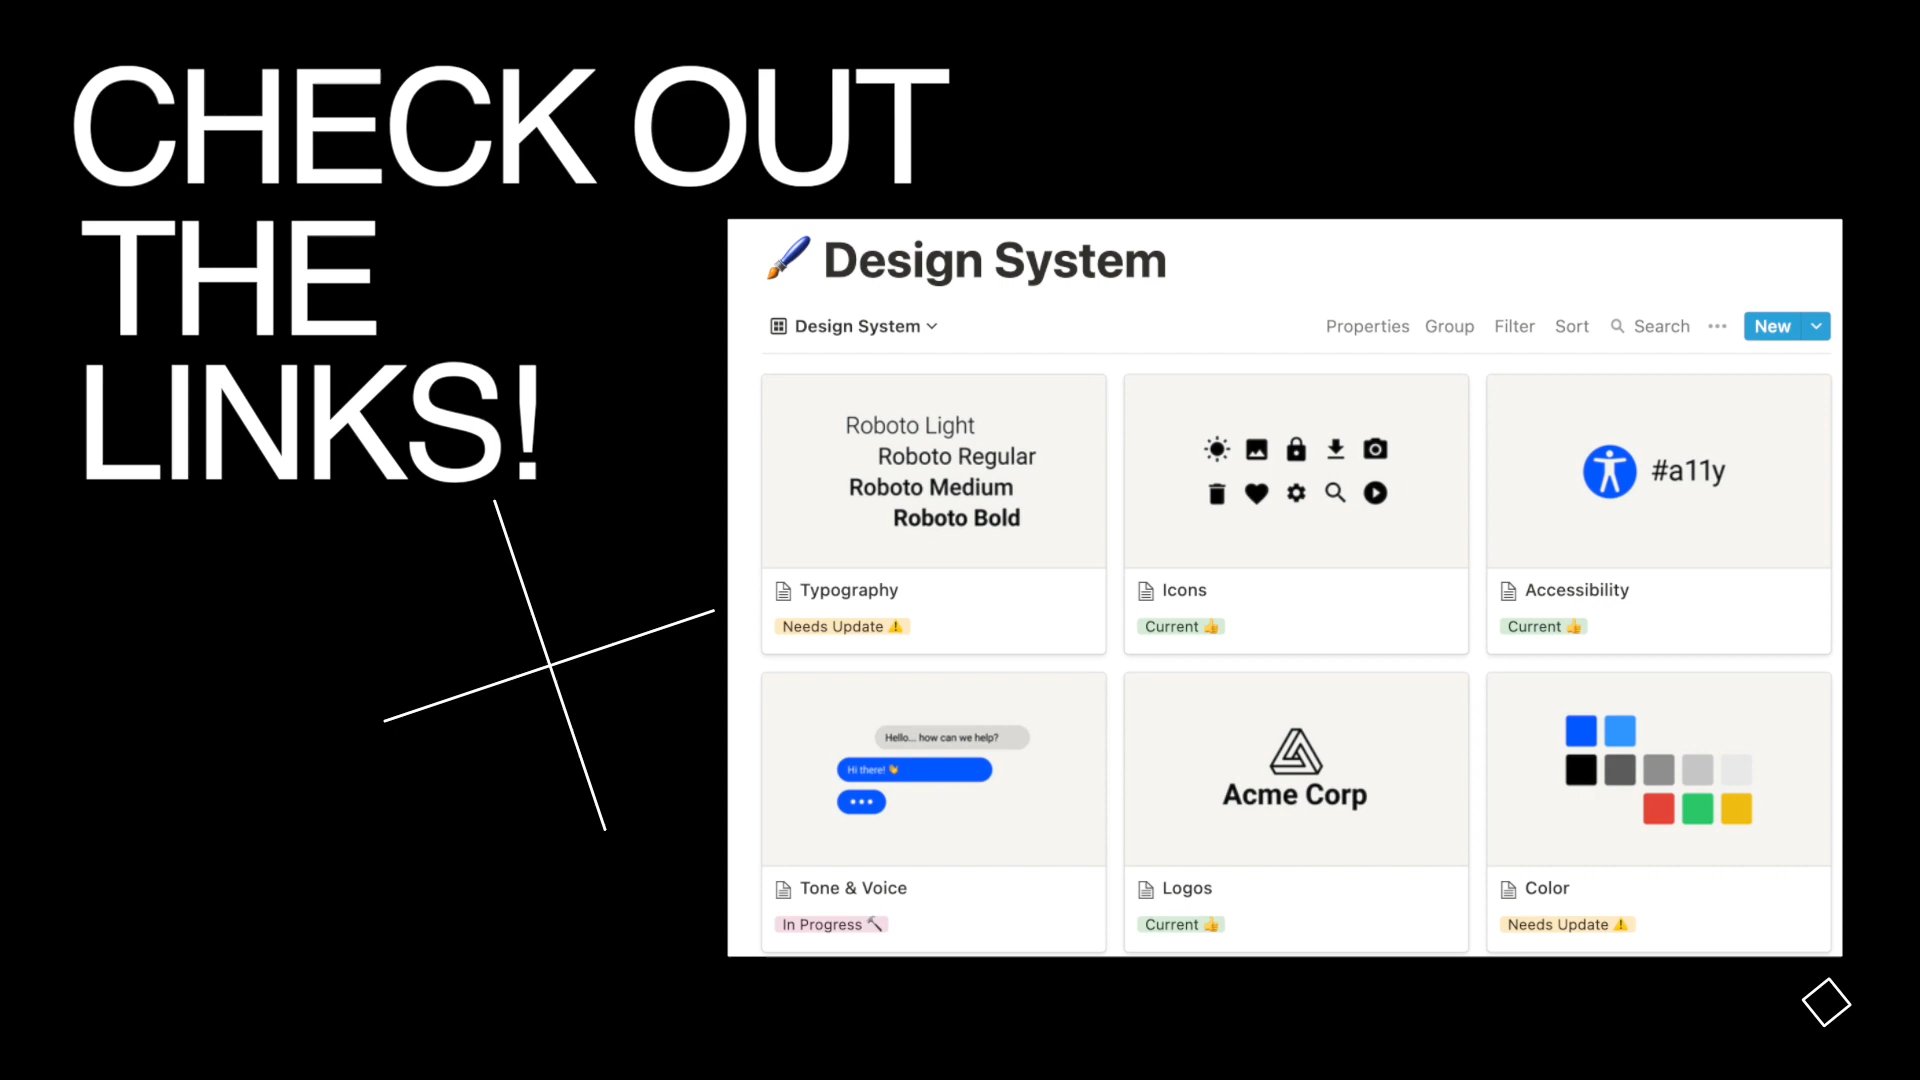 CHECK OUT
THE
LINKS!
🖌️ Design System
Design System
Properties Group Filter Sort Search ••• New
Roboto Light
Roboto Regular
Roboto Medium
Roboto Bold
#a11y
Typography
Icons
Accessibility
Needs Update ⚠️
Current 👍
Current 👍
Hello... how can we help?
Hi there! 👋
•••
Acme Corp
Tone & Voice
Logos
Color
In Progress 🔨
Current 👍
Needs Update ⚠️